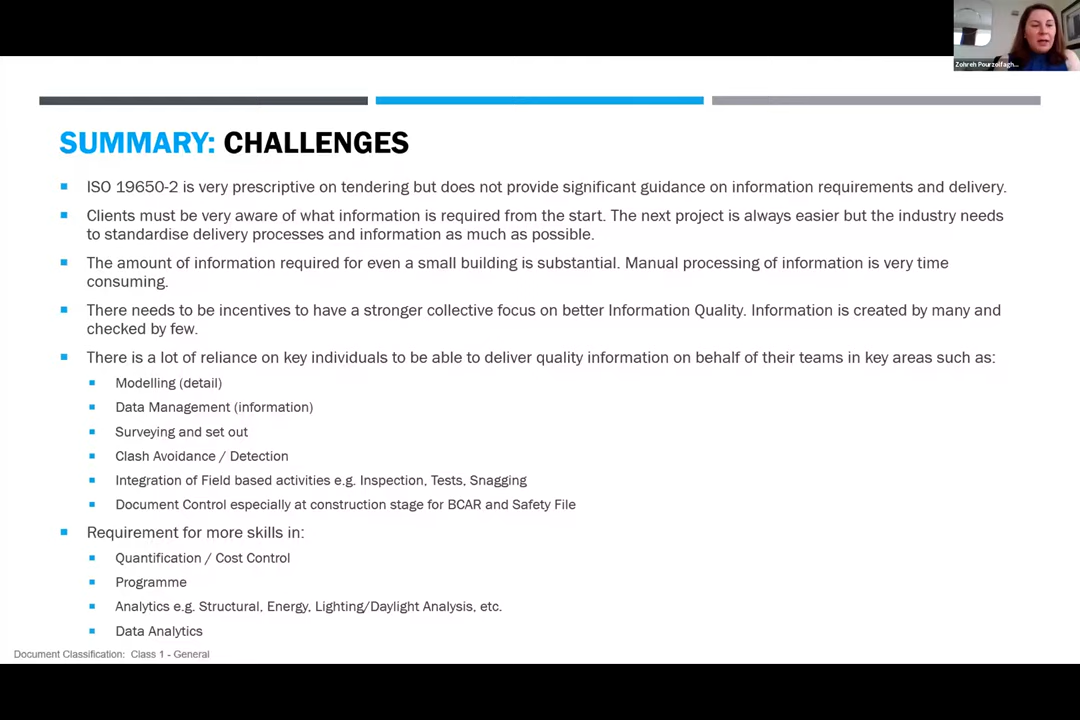 Zohreh Pourzolfagh...
SUMMARY: CHALLENGES
ISO 19650-2 is very prescriptive on tendering but does not provide significant guidance on information requirements and delivery.
Clients must be very aware of what information is required from the start. The next project is always easier but the industry needs
to standardise delivery processes and information as much as possible.
The amount of information required for even a small building is substantial. Manual processing of information is very time
consuming.
There needs to be incentives to have a stronger collective focus on better Information Quality. Information is created by many and
checked by few.
There is a lot of reliance on key individuals to be able to deliver quality information on behalf of their teams in key areas such as:
Modelling (detail)
Data Management (information)
Surveying and set out
Clash Avoidance / Detection
Integration of Field based activities e.g. Inspection, Tests, Snagging
Document Control especially at construction stage for BCAR and Safety File
Requirement for more skills in:
Quantification / Cost Control
Programme
Analytics e.g. Structural, Energy, Lighting/Daylight Analysis, etc.
Data Analytics
Document Classification: Class 1 - General